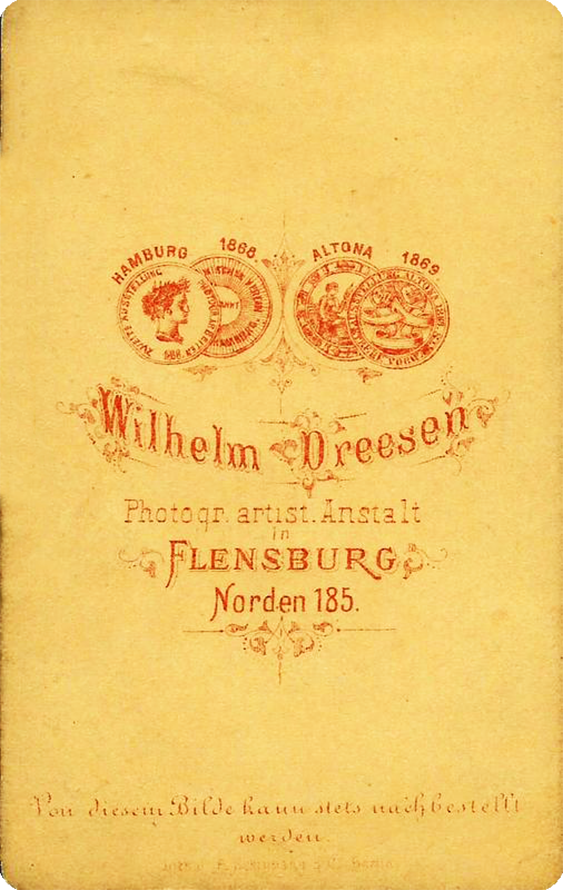 HAMBURG 1868. ALTONA 1869
Wilhelm Dreesen
Photogr. artist. Anstalt
in
FLENSBURG
Norden 185.
Von diesem Bilde kann stets nachbestellt
werden.